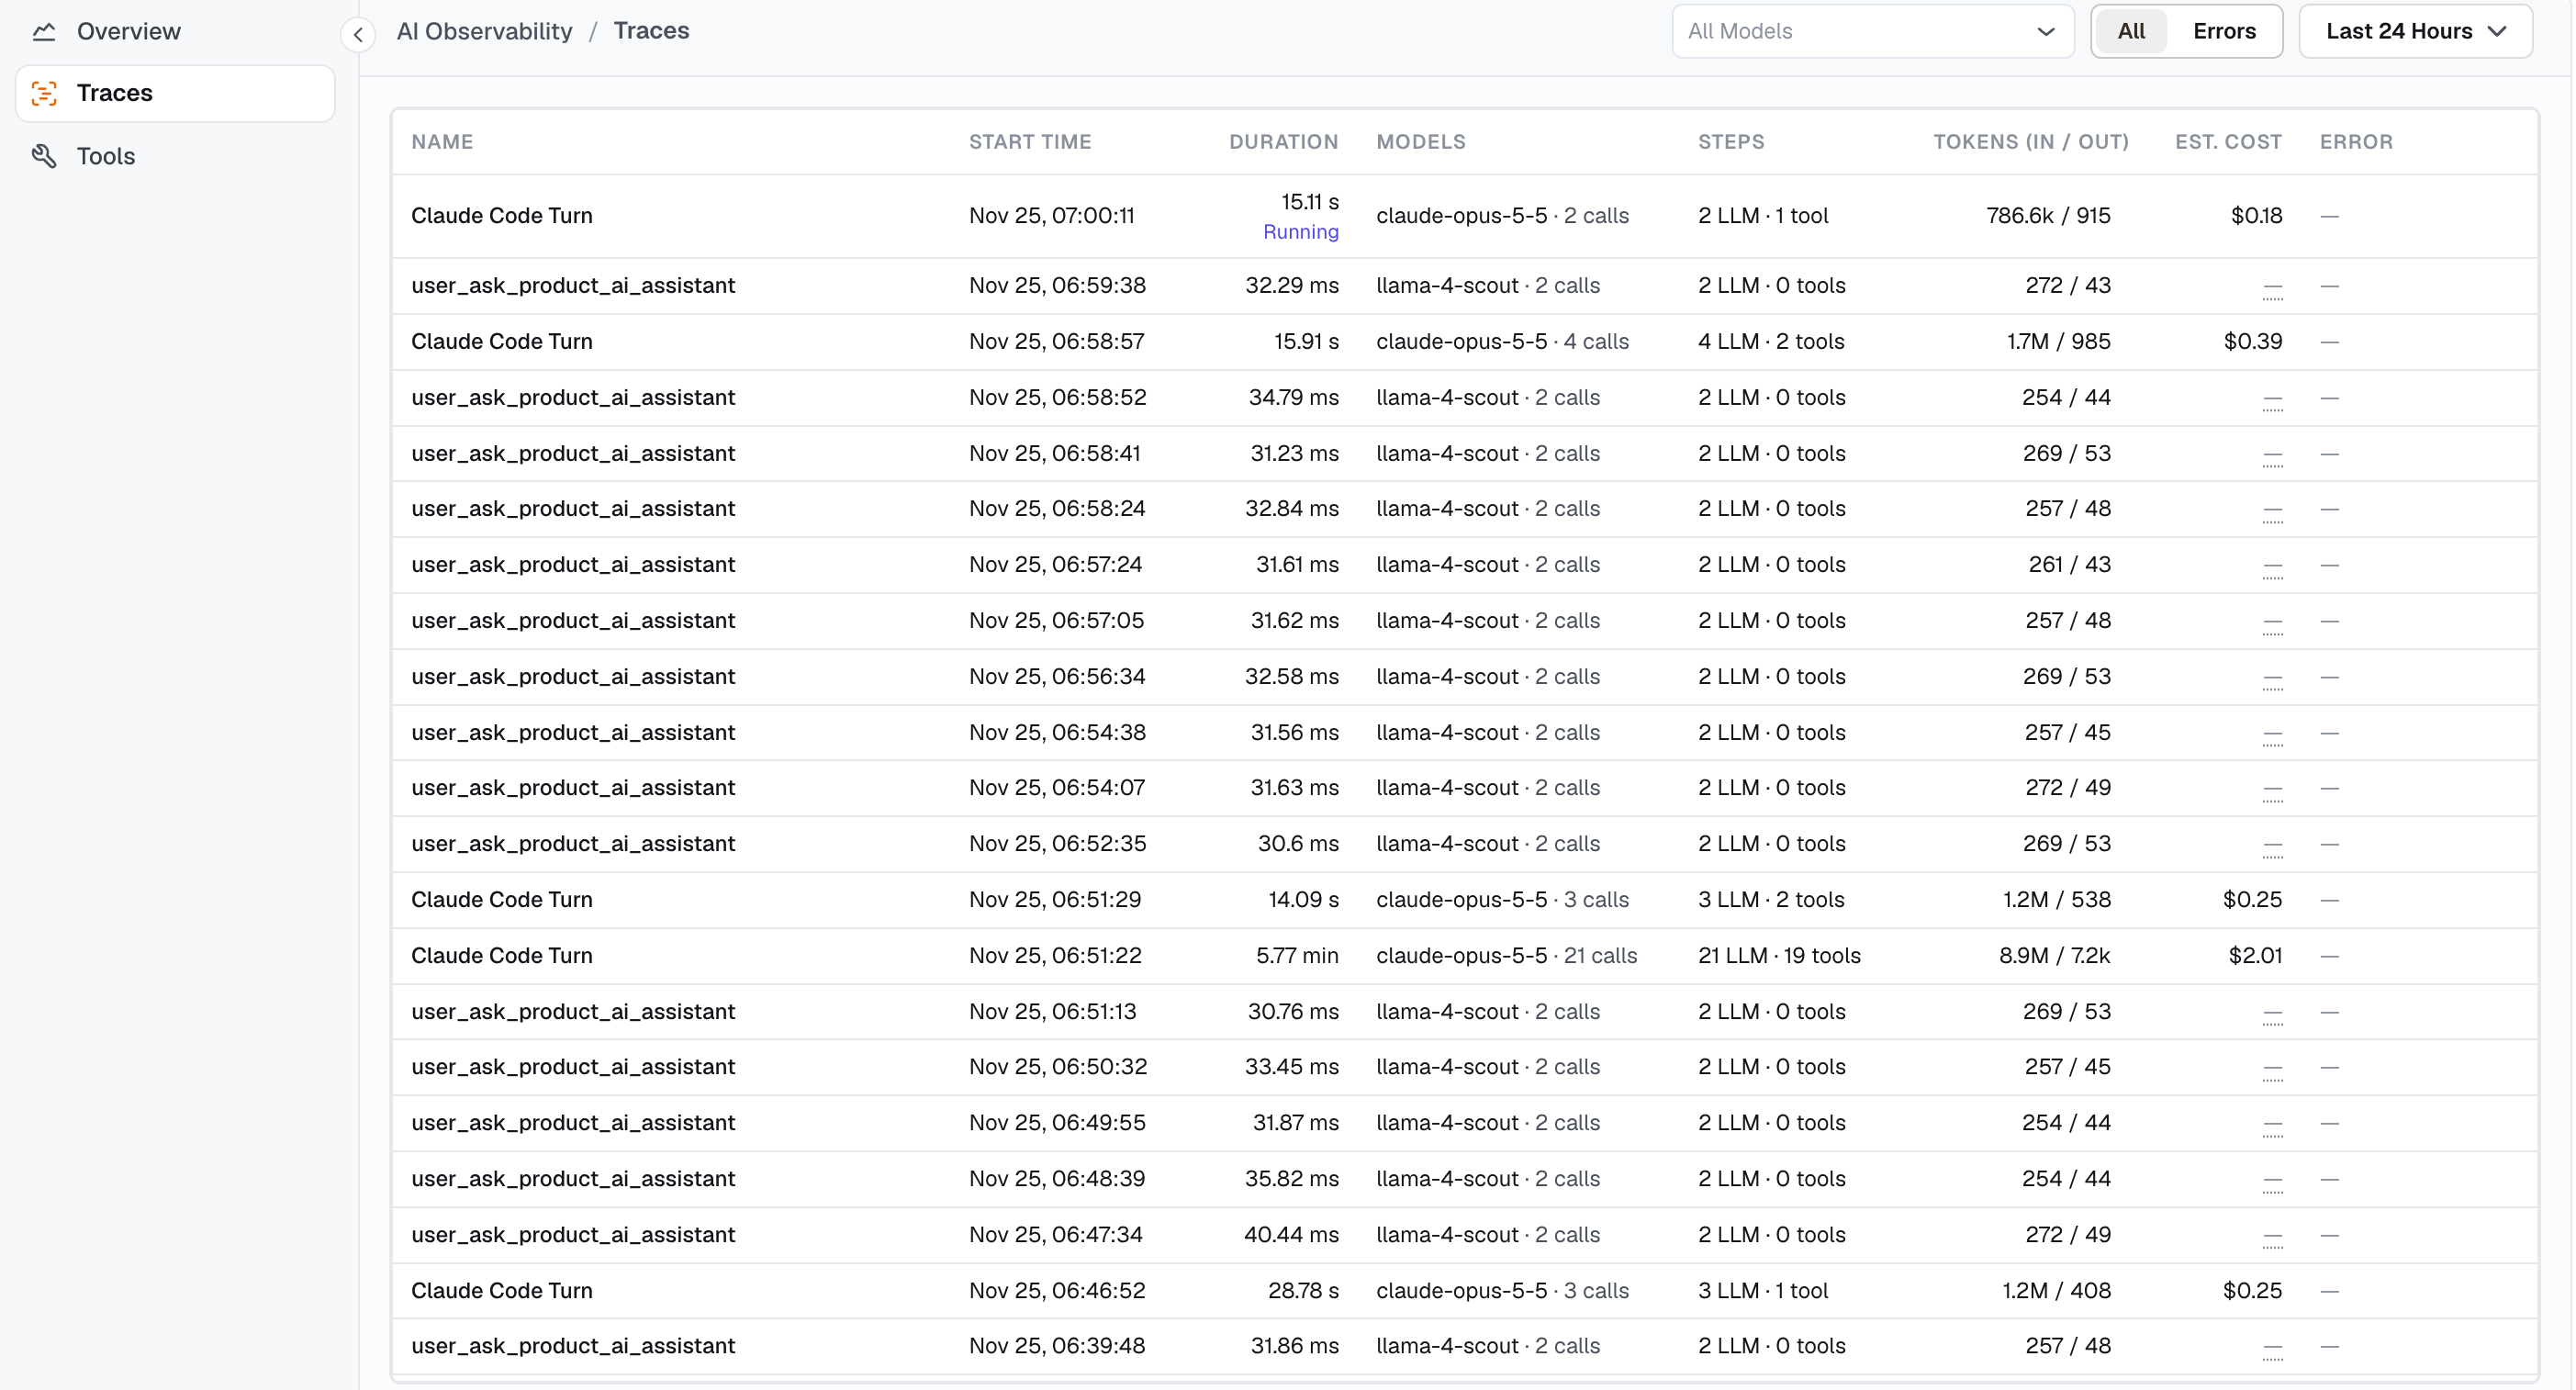 Overview
Traces
Tools
AI Observability / Traces
All Models
All
Errors
Last 24 Hours
NAME START TIME DURATION MODELS STEPS TOKENS (IN / OUT) EST. COST ERROR
Claude Code Turn Nov 25, 07:00:11 15.11 s Running claude-opus-5-5 · 2 calls 2 LLM · 1 tool 786.6k / 915 $0.18 —
user_ask_product_ai_assistant Nov 25, 06:59:38 32.29 ms llama-4-scout · 2 calls 2 LLM · 0 tools 272 / 43 — —
Claude Code Turn Nov 25, 06:58:57 15.91 s claude-opus-5-5 · 4 calls 4 LLM · 2 tools 1.7M / 985 $0.39 —
user_ask_product_ai_assistant Nov 25, 06:58:52 34.79 ms llama-4-scout · 2 calls 2 LLM · 0 tools 254 / 44 — —
user_ask_product_ai_assistant Nov 25, 06:58:41 31.23 ms llama-4-scout · 2 calls 2 LLM · 0 tools 269 / 53 — —
user_ask_product_ai_assistant Nov 25, 06:58:24 32.84 ms llama-4-scout · 2 calls 2 LLM · 0 tools 257 / 48 — —
user_ask_product_ai_assistant Nov 25, 06:57:24 31.61 ms llama-4-scout · 2 calls 2 LLM · 0 tools 261 / 43 — —
user_ask_product_ai_assistant Nov 25, 06:57:05 31.62 ms llama-4-scout · 2 calls 2 LLM · 0 tools 257 / 48 — —
user_ask_product_ai_assistant Nov 25, 06:56:34 32.58 ms llama-4-scout · 2 calls 2 LLM · 0 tools 269 / 53 — —
user_ask_product_ai_assistant Nov 25, 06:54:38 31.56 ms llama-4-scout · 2 calls 2 LLM · 0 tools 257 / 45 — —
user_ask_product_ai_assistant Nov 25, 06:54:07 31.63 ms llama-4-scout · 2 calls 2 LLM · 0 tools 272 / 49 — —
user_ask_product_ai_assistant Nov 25, 06:52:35 30.6 ms llama-4-scout · 2 calls 2 LLM · 0 tools 269 / 53 — —
Claude Code Turn Nov 25, 06:51:29 14.09 s claude-opus-5-5 · 3 calls 3 LLM · 2 tools 1.2M / 538 $0.25 —
Claude Code Turn Nov 25, 06:51:22 5.77 min claude-opus-5-5 · 21 calls 21 LLM · 19 tools 8.9M / 7.2k $2.01 —
user_ask_product_ai_assistant Nov 25, 06:51:13 30.76 ms llama-4-scout · 2 calls 2 LLM · 0 tools 269 / 53 — —
user_ask_product_ai_assistant Nov 25, 06:50:32 33.45 ms llama-4-scout · 2 calls 2 LLM · 0 tools 257 / 45 — —
user_ask_product_ai_assistant Nov 25, 06:49:55 31.87 ms llama-4-scout · 2 calls 2 LLM · 0 tools 254 / 44 — —
user_ask_product_ai_assistant Nov 25, 06:48:39 35.82 ms llama-4-scout · 2 calls 2 LLM · 0 tools 254 / 44 — —
user_ask_product_ai_assistant Nov 25, 06:47:34 40.44 ms llama-4-scout · 2 calls 2 LLM · 0 tools 272 / 49 — —
Claude Code Turn Nov 25, 06:46:52 28.78 s claude-opus-5-5 · 3 calls 3 LLM · 1 tool 1.2M / 408 $0.25 —
user_ask_product_ai_assistant Nov 25, 06:39:48 31.86 ms llama-4-scout · 2 calls 2 LLM · 0 tools 257 / 48 — —